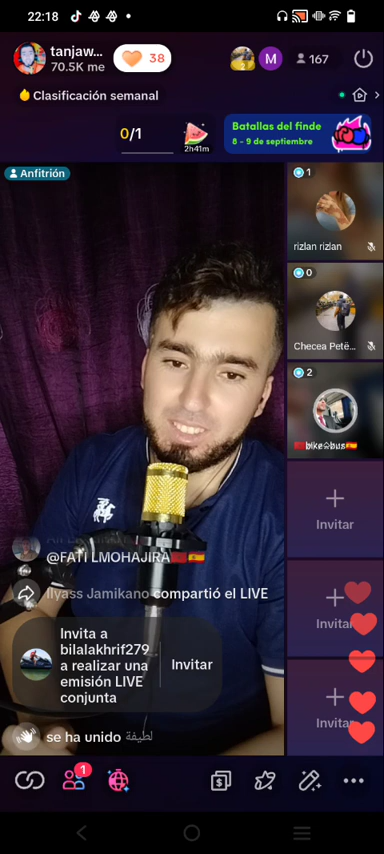 22:18
tanjaw...
70.5K me
38
2
M
167
Clasificación semanal
0/1
2h41m
Batallas del finde
8 - 9 de septiembre
Anfitrión
1
rizlan rizlan
0
Checea Petë...
2
bike
bus
Invitar
@FATI LMOHAJIRA
Ilyass Jamikano compartió el LIVE
Invitar
Invita a
bilalakhrif279
a realizar una
emisión LIVE
conjunta
Invitar
Invitar
se ha unido لطيفة
1